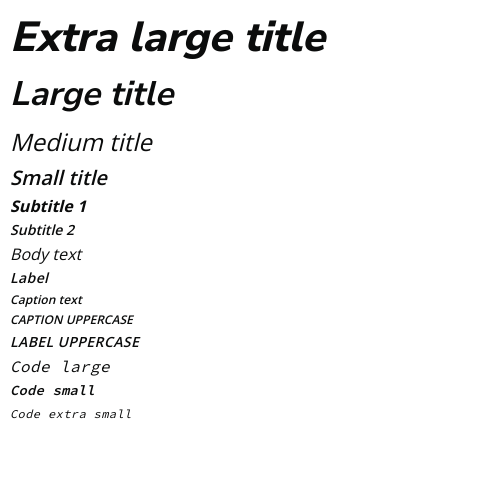 Extra large title
Large title
Medium title
Small title
Subtitle 1
Subtitle 2
Body text
Label
Caption text
CAPTION UPPERCASE
LABEL UPPERCASE
Code large
Code small
Code extra small